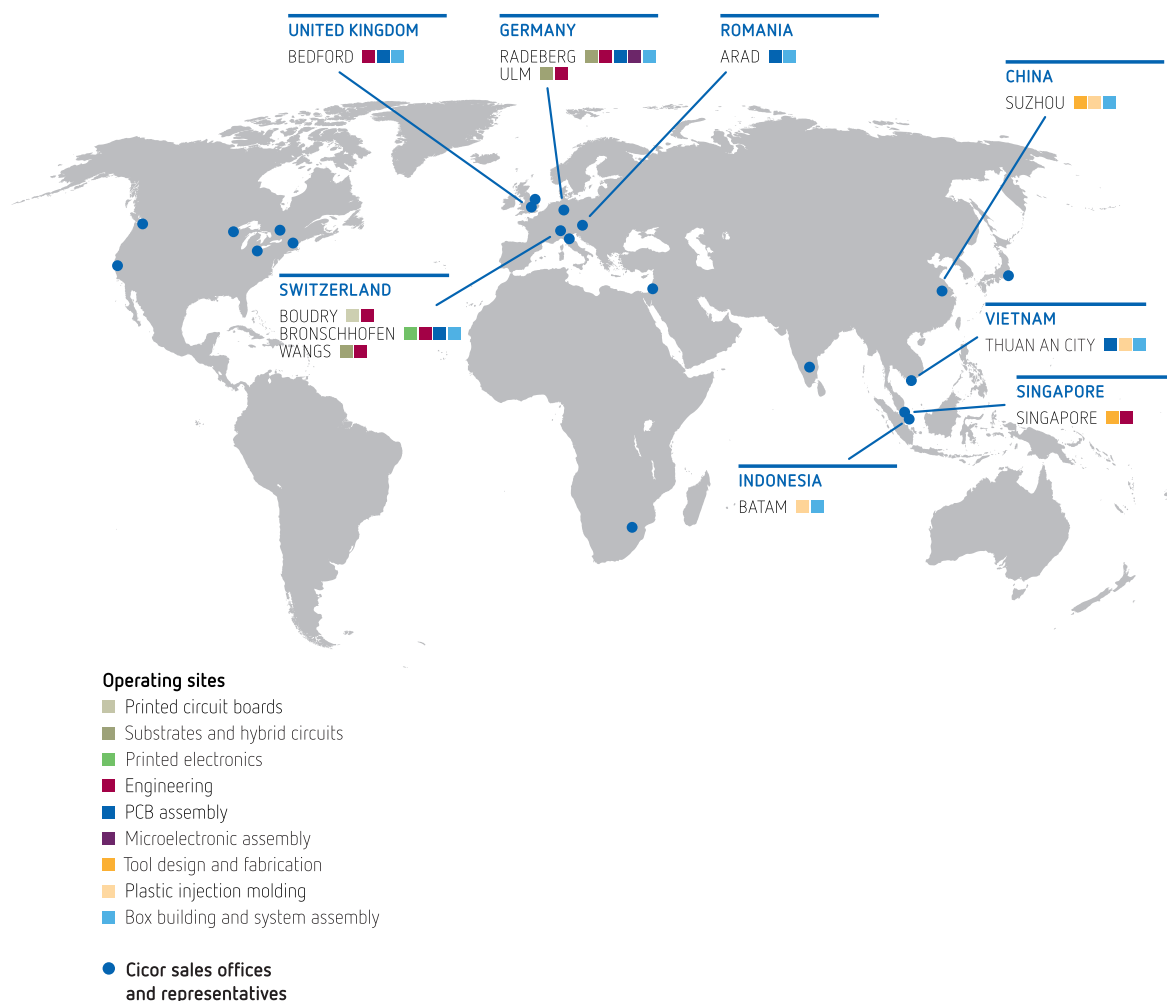 UNITED KINGDOM
BEDFORD
GERMANY
RADEBERG
ULM
ROMANIA
ARAD
CHINA
SUZHOU
SWITZERLAND
BOUDRY
BRONSCHHOFEN
WANGS
VIETNAM
THUAN AN CITY
SINGAPORE
SINGAPORE
INDONESIA
BATAM
Operating sites
Printed circuit boards
Substrates and hybrid circuits
Printed electronics
Engineering
PCB assembly
Microelectronic assembly
Tool design and fabrication
Plastic injection molding
Box building and system assembly
Cicor sales offices
and representatives